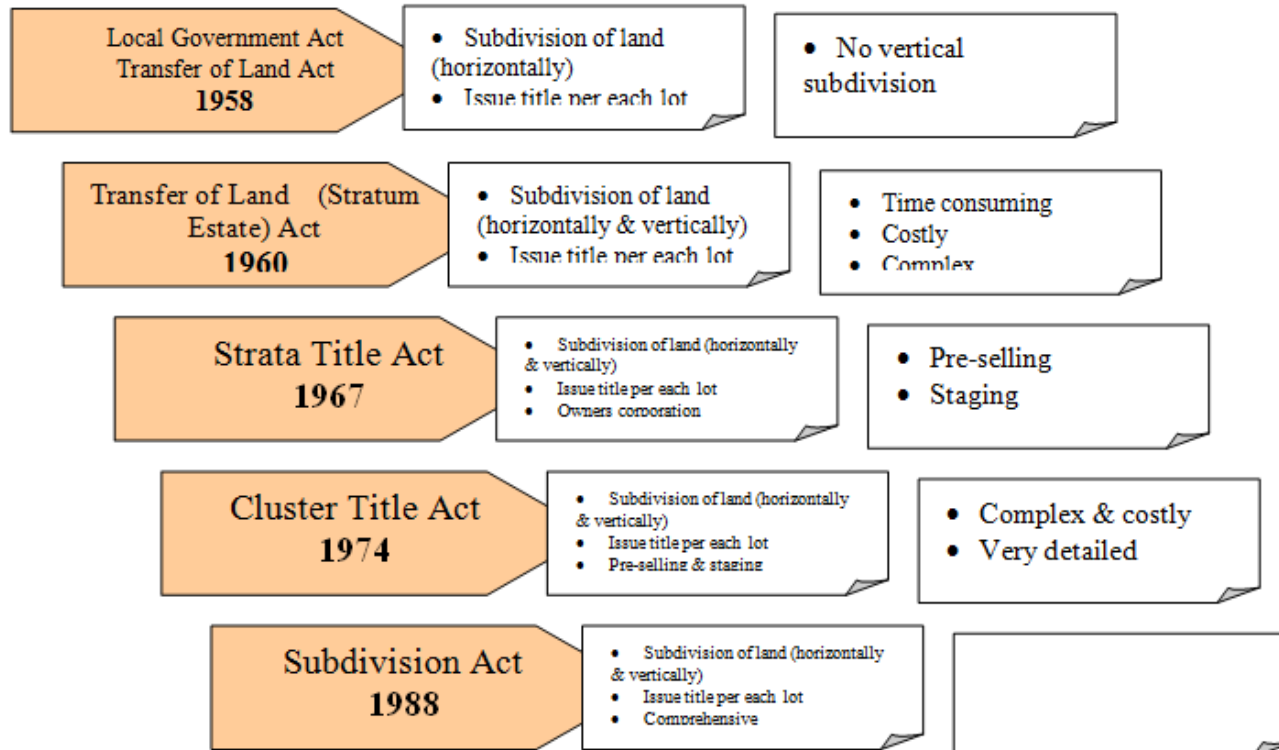 Local Government Act
Transfer of Land Act
1958
• Subdivision of land
(horizontally)
• Issue title per each lot
• No vertical
subdivision
Transfer of Land (Stratum
Estate) Act
1960
• Subdivision of land
(horizontally & vertically)
• Issue title per each lot
• Time consuming
• Costly
• Complex
Strata Title Act
1967
• Subdivision of land (horizontally
& vertically)
• Issue title per each lot
• Owners corporation
• Pre-selling
• Staging
Cluster Title Act
1974
• Subdivision of land (horizontally
& vertically)
• Issue title per each lot
• Pre-selling & staging
• Complex & costly
• Very detailed
Subdivision Act
1988
• Subdivision of land (horizontally
& vertically)
• Issue title per each lot
• Comprehensive